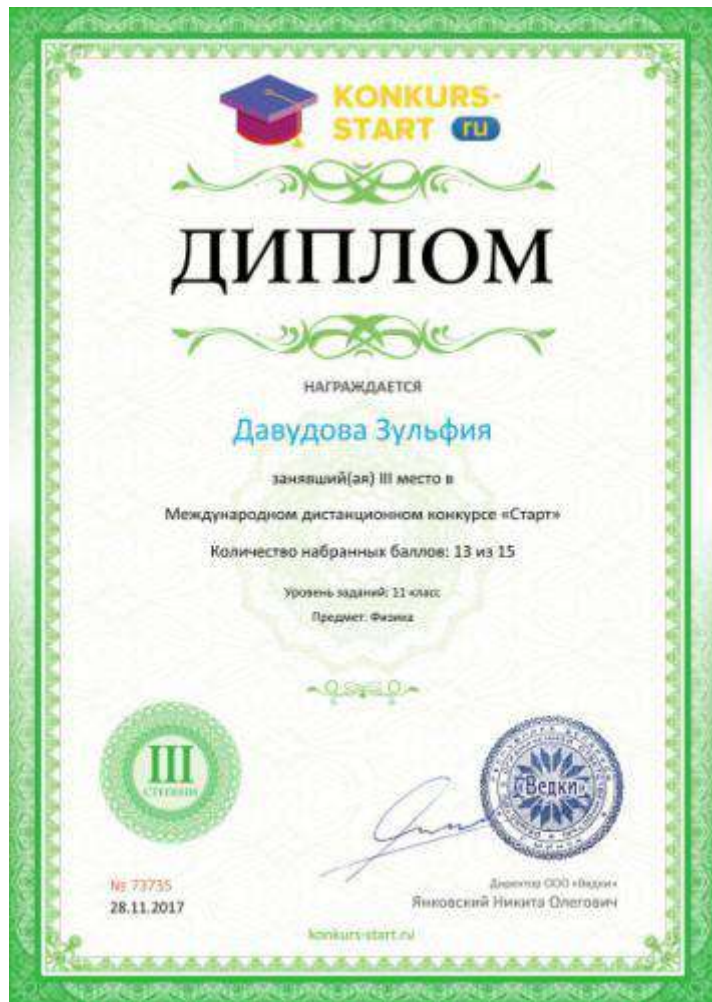 KONKURS-
START ru
ДИПЛОМ
НАГРАЖДАЕТСЯ
Давудова Зульфия
занявший(ая) III место в
Международном дистанционном конкурсе «Старт»
Количество набранных баллов: 13 из 15
Уровень заданий: 11 класс
Предмет: Физика
III
СТЕПЕНИ
«Ведки»
№ 73735
28.11.2017
Директор ООО «Ведки»
Янковский Никита Олегович
konkurs-start.ru